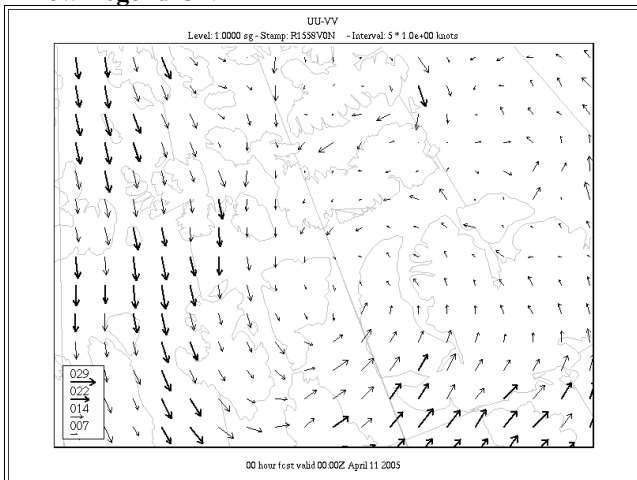 UU-VV
Level: 1.0000 sg - Stamp: R1558V0N - Interval: 5 * 1.0e+00 knots
029
022
014
007
00 hour fcst valid 00:00Z April 11 2005